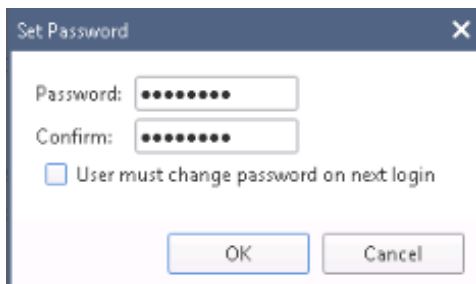 Set Password
Password: ●●●●●●●●
Confirm: ●●●●●●●●
User must change password on next login
OK Cancel